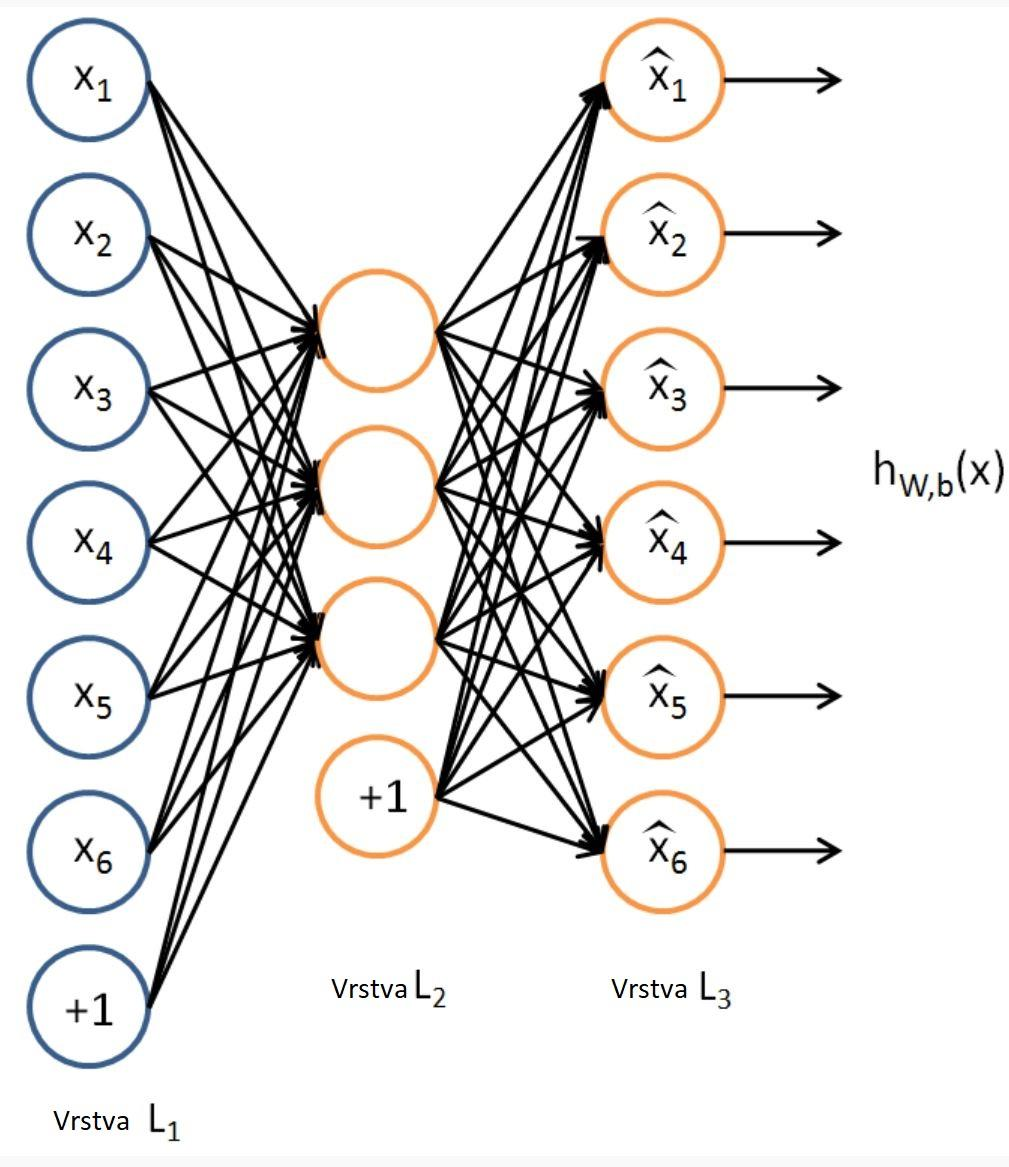 x₁
x₂
x₃
x₄
x₅
x₆
+1
Vrstva L₁
+1
Vrstva L₂
x̂₁
x̂₂
x̂₃
x̂₄
x̂₅
x̂₆
Vrstva L₃
h_W,b(x)